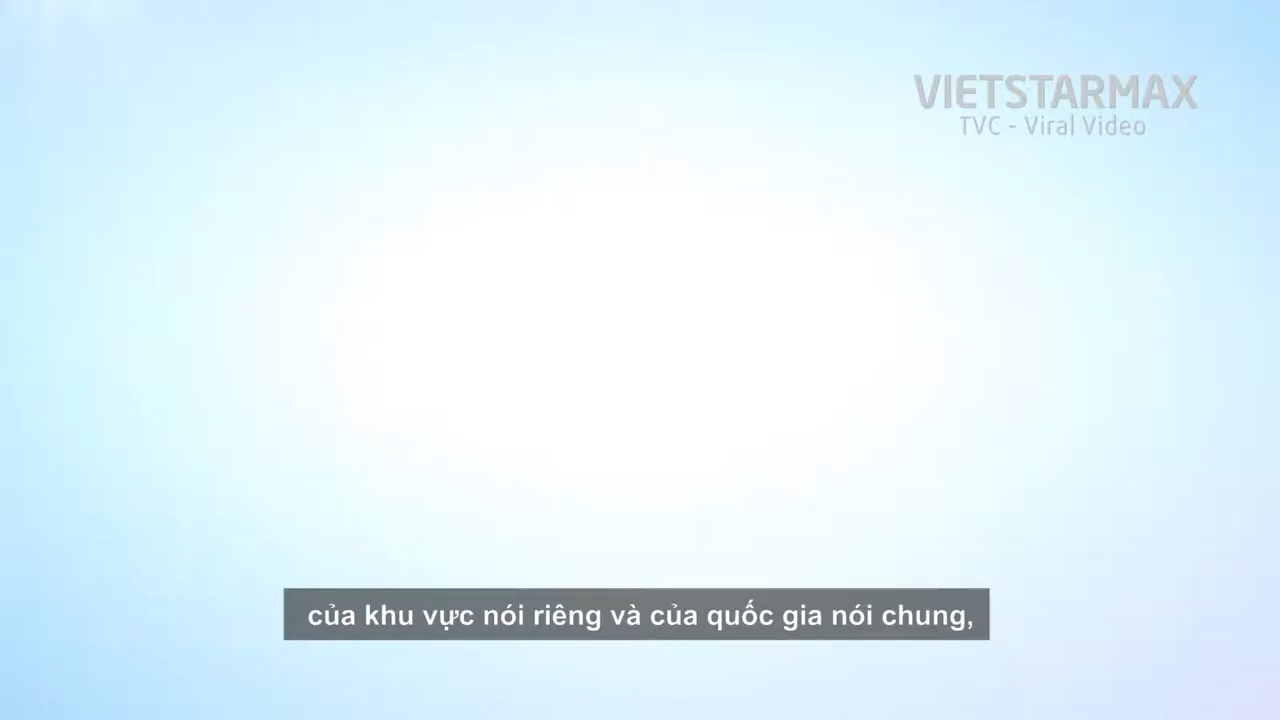 VIETSTARMAX
TVC - Viral Video
của khu vực nói riêng và của quốc gia nói chung,